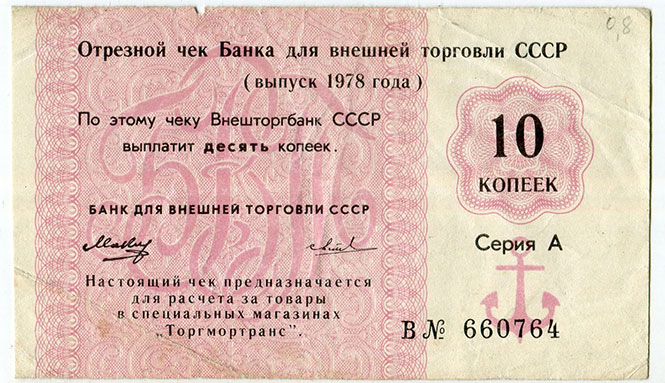 0,8
Отрезной чек Банка для внешней торговли СССР
(выпуск 1978 года)
По этому чеку Внешторгбанк СССР
выплатит десять копеек.
10
КОПЕЕК
БАНК ДЛЯ ВНЕШНЕЙ ТОРГОВЛИ СССР
Серия А
Настоящий чек предназначается
для расчета за товары
в специальных магазинах
„Торгмортранс".
В № 660764